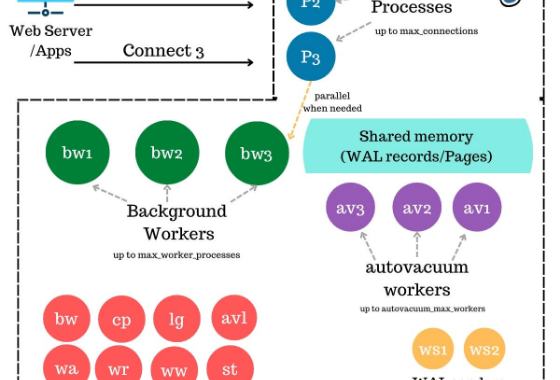 P2
Processes
up to max_connections
Web Server
/Apps
Connect 3
P3
parallel
when needed
bw1
bw2
bw3
Shared memory
(WAL records/Pages)
av3
av2
av1
Background
Workers
up to max_worker_processes
autovacuum
workers
up to autovacuum_max_workers
bw
cp
lg
avl
ws1
ws2
wa
wr
ww
st